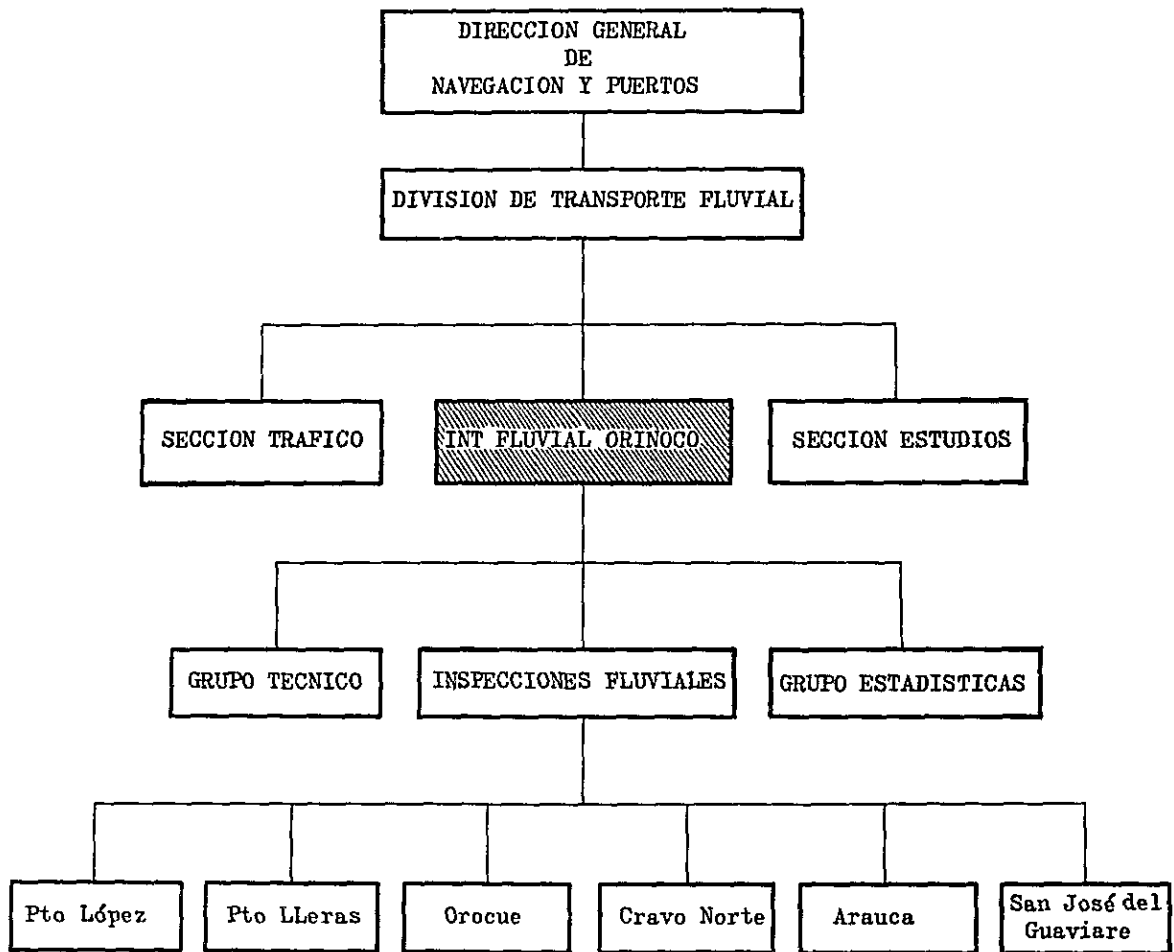 DIRECCION GENERAL
DE
NAVEGACION Y PUERTOS
DIVISION DE TRANSPORTE FLUVIAL
SECCION TRAFICO
INT FLUVIAL ORINOCO
SECCION ESTUDIOS
GRUPO TECNICO
INSPECCIONES FLUVIALES
GRUPO ESTADISTICAS
Pto López
Pto LLeras
Orocue
Cravo Norte
Arauca
San José del
Guaviare